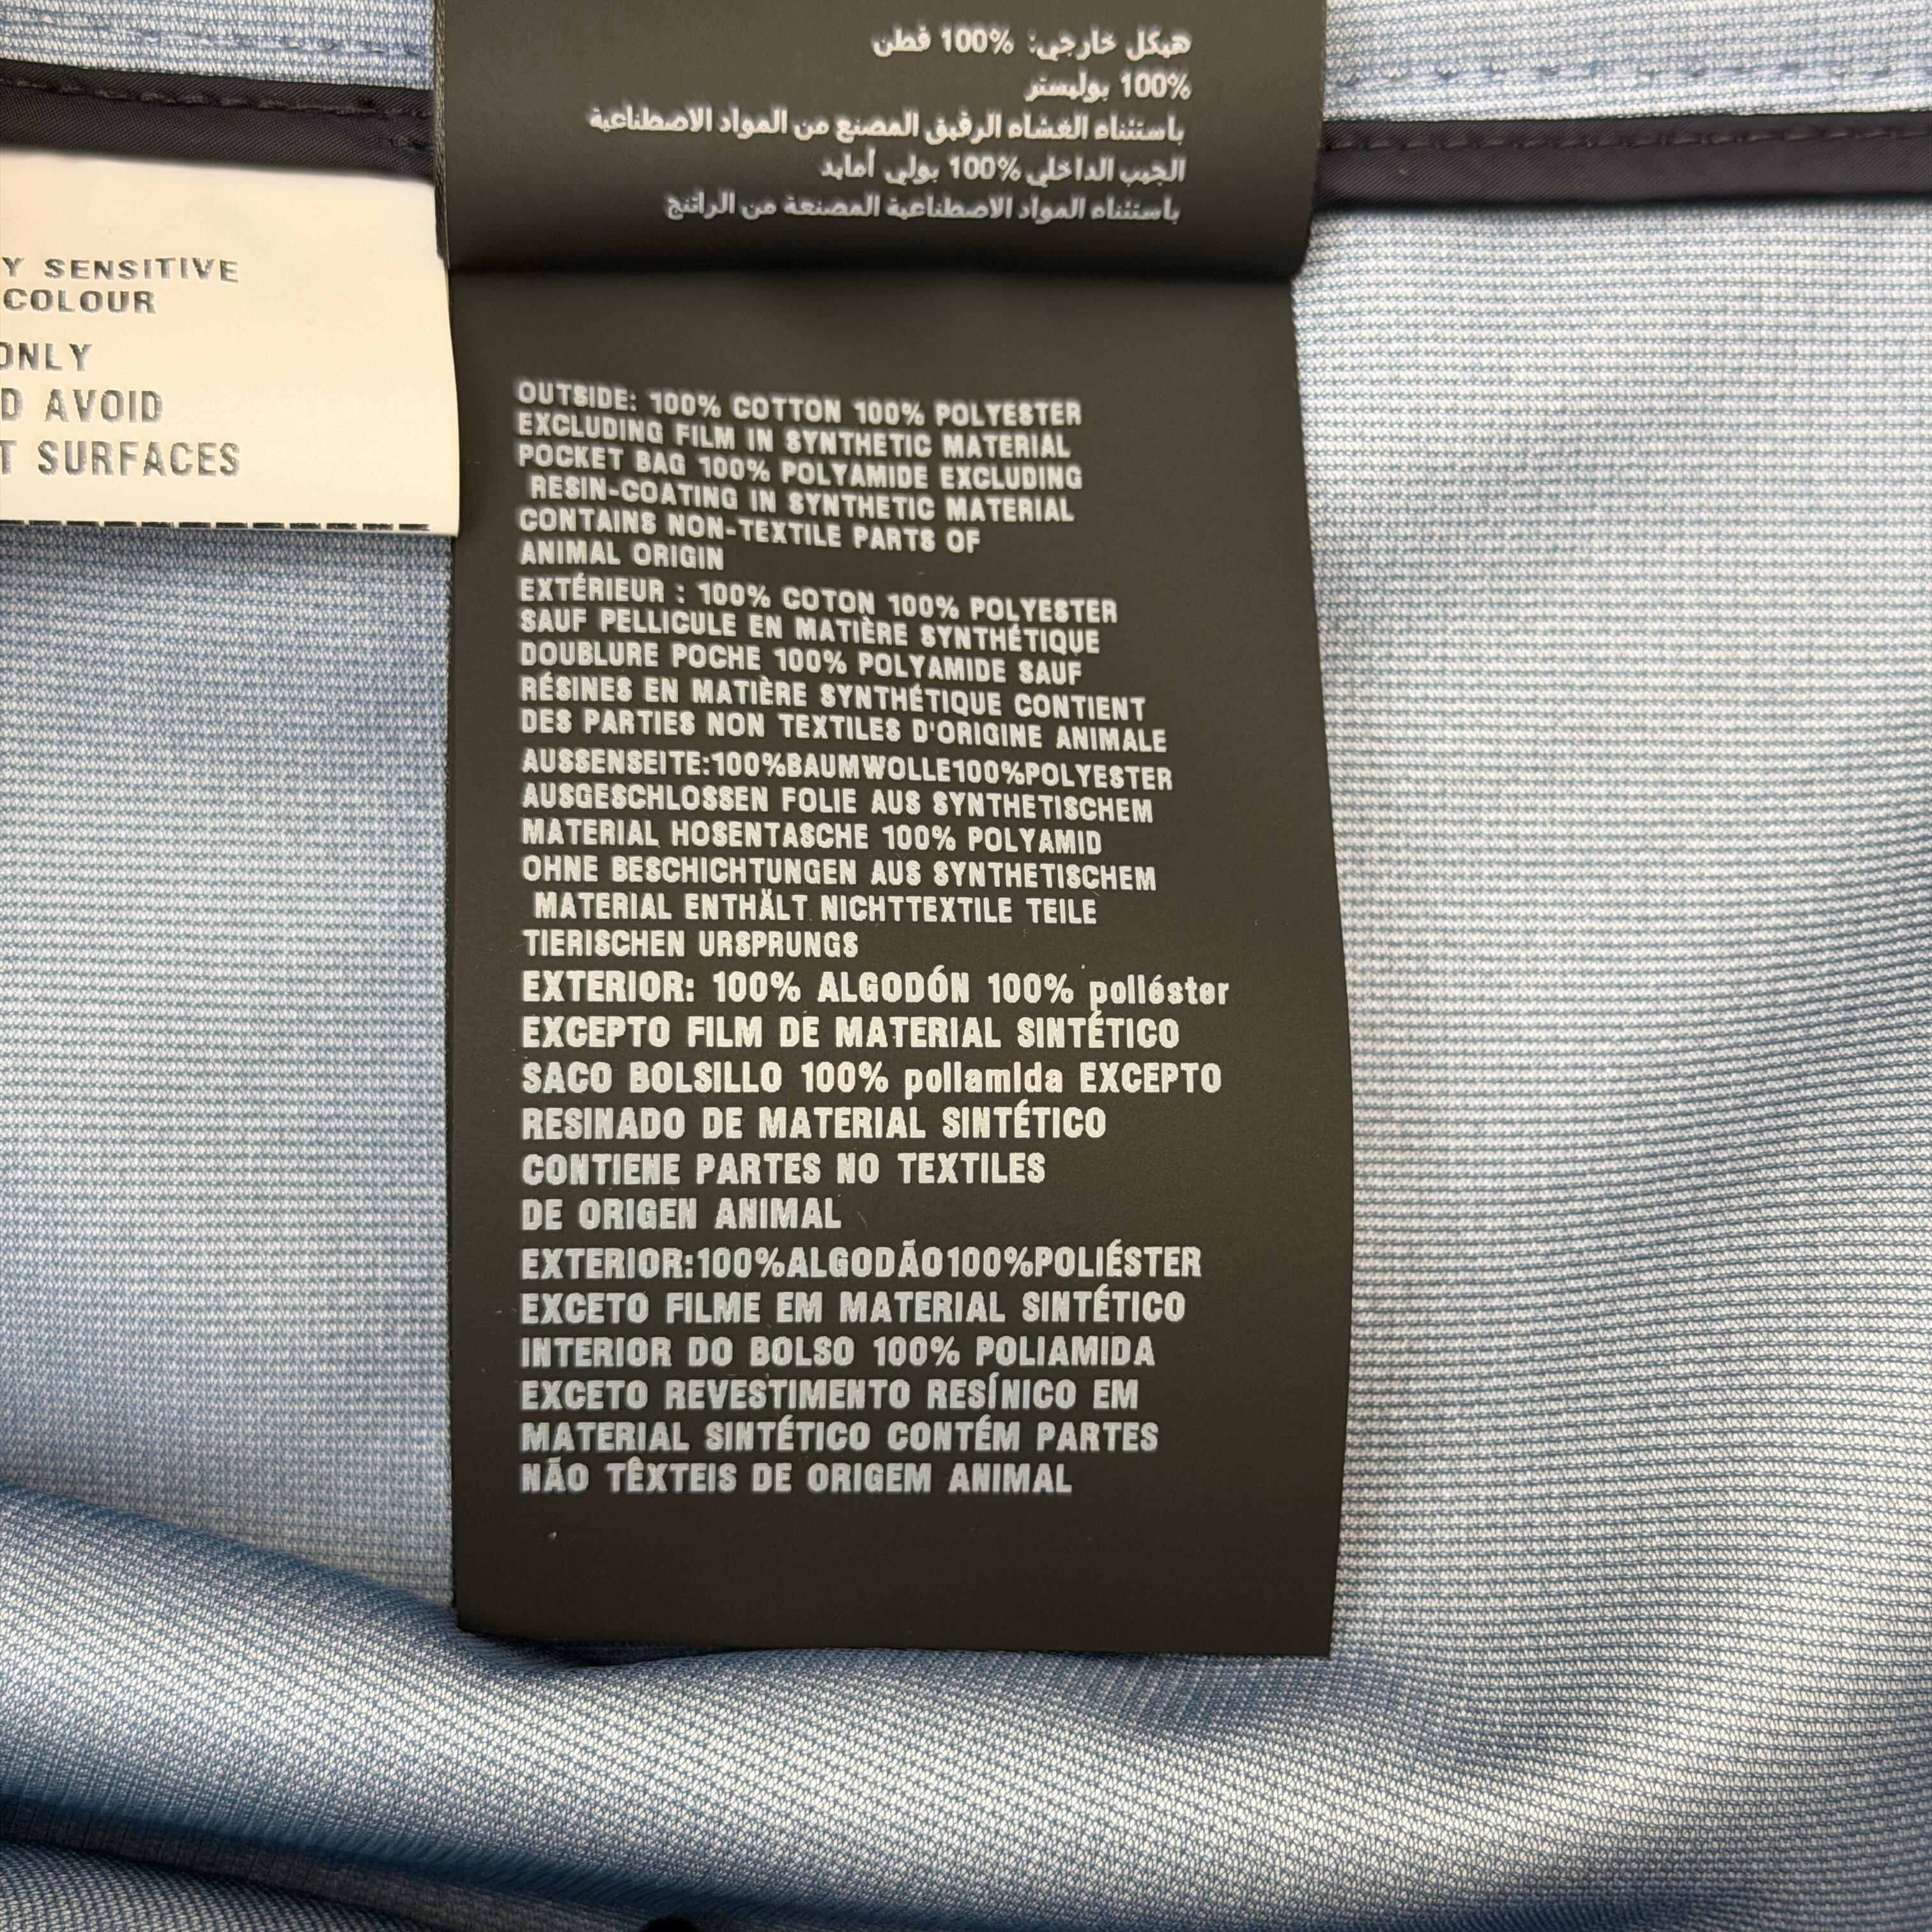 هيكل خارجي: 100% قطن
100% بوليستر
باستثناء الغشاء الرقيق المصنع من المواد الاصطناعية
الجيب الداخلي 100% بولي أمايد
باستثناء المواد الاصطناعية المصنعة من الراتنج
Y SENSITIVE
COLOUR
ONLY
D AVOID
T SURFACES
OUTSIDE: 100% COTTON 100% POLYESTER
EXCLUDING FILM IN SYNTHETIC MATERIAL
POCKET BAG 100% POLYAMIDE EXCLUDING
RESIN-COATING IN SYNTHETIC MATERIAL
CONTAINS NON-TEXTILE PARTS OF
ANIMAL ORIGIN
EXTÉRIEUR : 100% COTON 100% POLYESTER
SAUF PELLICULE EN MATIÈRE SYNTHÉTIQUE
DOUBLURE POCHE 100% POLYAMIDE SAUF
RÉSINES EN MATIÈRE SYNTHÉTIQUE CONTIENT
DES PARTIES NON TEXTILES D'ORIGINE ANIMALE
AUSSENSEITE:100%BAUMWOLLE100%POLYESTER
AUSGESCHLOSSEN FOLIE AUS SYNTHETISCHEM
MATERIAL HOSENTASCHE 100% POLYAMID
OHNE BESCHICHTUNGEN AUS SYNTHETISCHEM
MATERIAL ENTHÄLT NICHTTEXTILE TEILE
TIERISCHEN URSPRUNGS
EXTERIOR: 100% ALGODÓN 100% poliéster
EXCEPTO FILM DE MATERIAL SINTÉTICO
SACO BOLSILLO 100% poliamida EXCEPTO
RESINADO DE MATERIAL SINTÉTICO
CONTIENE PARTES NO TEXTILES
DE ORIGEN ANIMAL
EXTERIOR:100%ALGODÃO100%POLIÉSTER
EXCETO FILME EM MATERIAL SINTÉTICO
INTERIOR DO BOLSO 100% POLIAMIDA
EXCETO REVESTIMENTO RESÍNICO EM
MATERIAL SINTÉTICO CONTÉM PARTES
NÃO TÊXTEIS DE ORIGEM ANIMAL